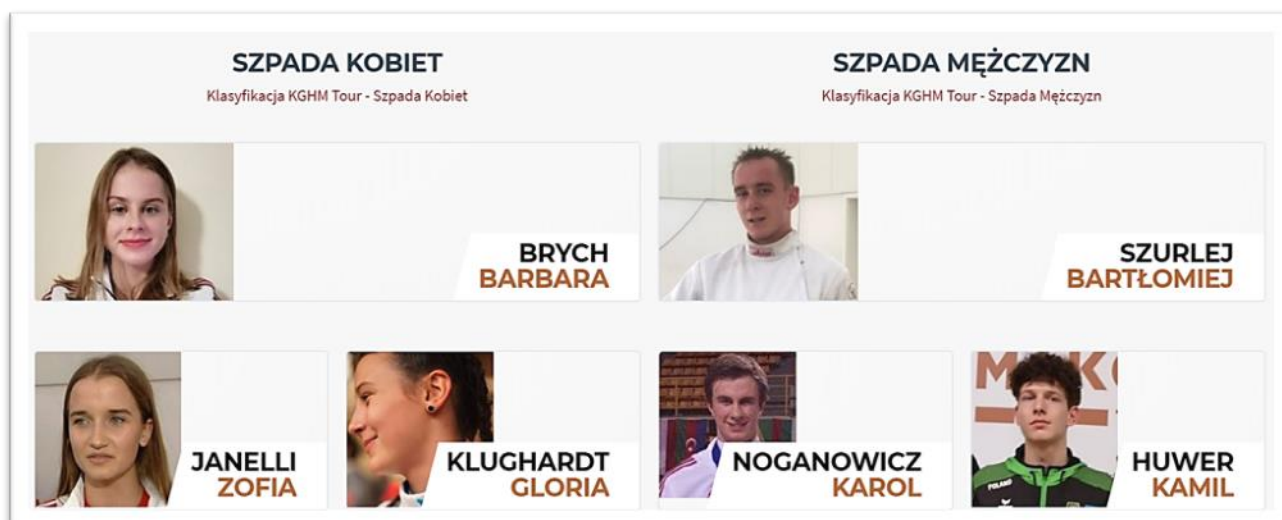 SZPADA KOBIET
Klasyfikacja KGHM Tour - Szpada Kobiet
SZPADA MĘŻCZYZN
Klasyfikacja KGHM Tour - Szpada Mężczyzn
BRYCH
BARBARA
SZURLEJ
BARTŁOMIEJ
JANELLI
ZOFIA
KLUGHARDT
GLORIA
NOGANOWICZ
KAROL
POLAND
HUWER
KAMIL